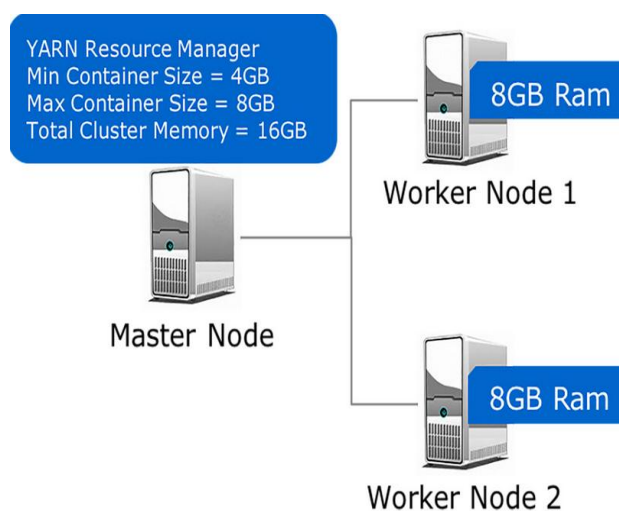 YARN Resource Manager
Min Container Size = 4GB
Max Container Size = 8GB
Total Cluster Memory = 16GB
8GB Ram
Worker Node 1
Master Node
8GB Ram
Worker Node 2